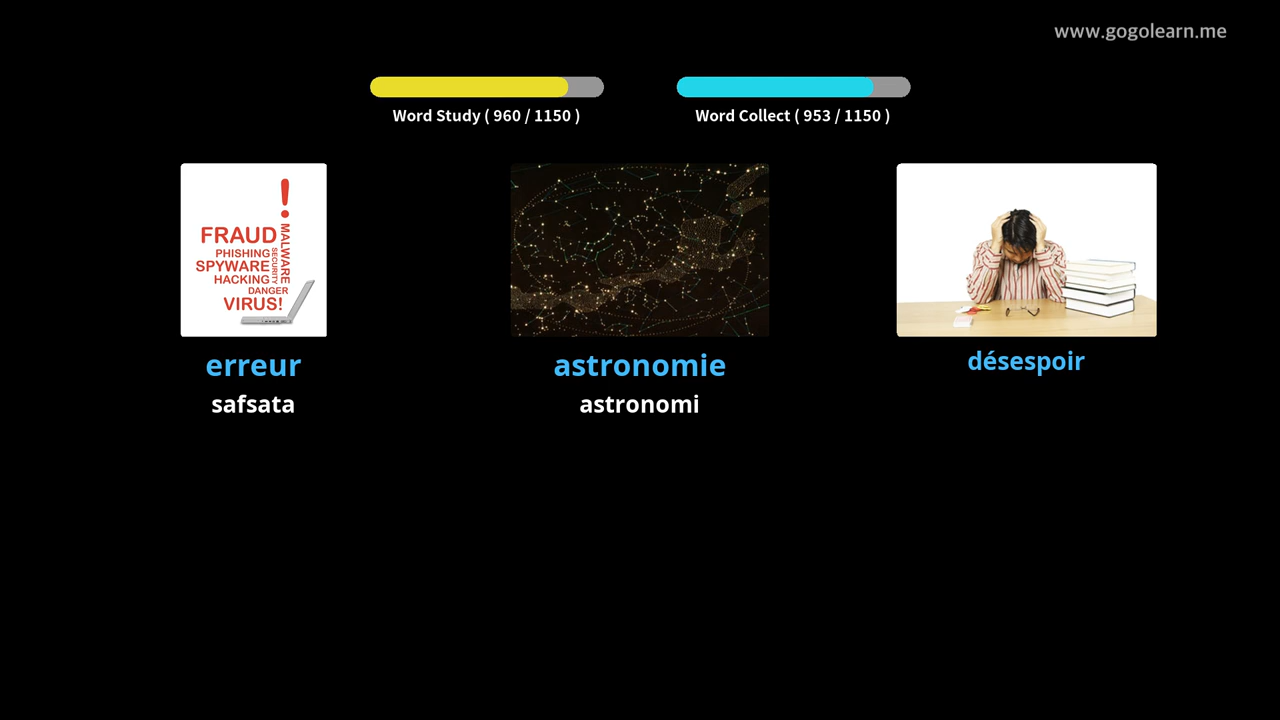 www.gogolearn.me
Word Study ( 960 / 1150 )
Word Collect ( 953 / 1150 )
!
FRAUD
MALWARE
PHISHING
SECURITY
SPYWARE
HACKING
DANGER
VIRUS!
erreur
safsata
astronomie
astronomi
désespoir